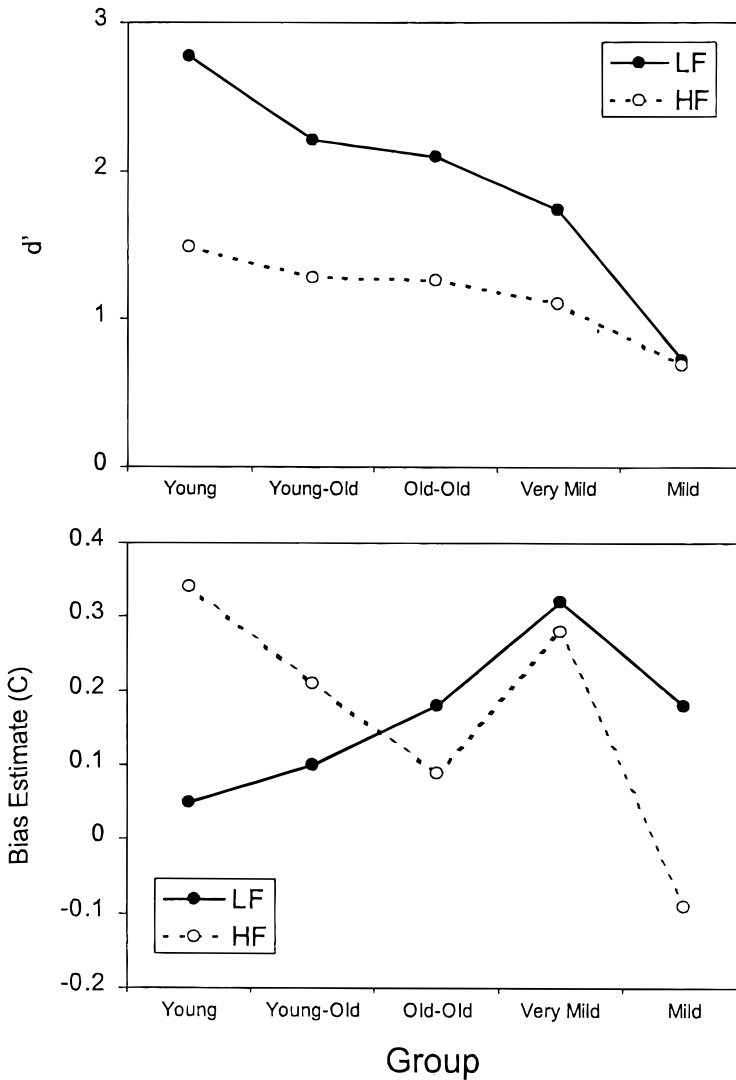 3
2
1
0
d'
LF
HF
Young Young-Old Old-Old Very Mild Mild
0.4
0.3
0.2
0.1
0
-0.1
-0.2
Bias Estimate (C)
LF
HF
Young Young-Old Old-Old Very Mild Mild
Group